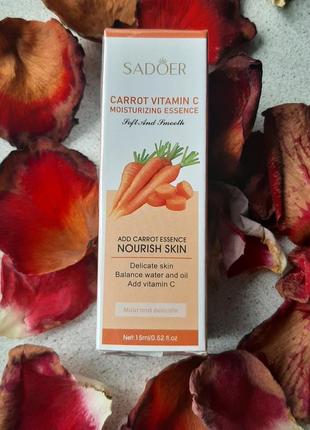 SADOER
CARROT VITAMIN C
MOISTURIZING ESSENCE
Soft And Smooth
ADD CARROT ESSENCE
NOURISH SKIN
Delicate skin
Balance water and oil
Add vitamin C
Moist and delicate
Net:15ml/0.52 fl.oz